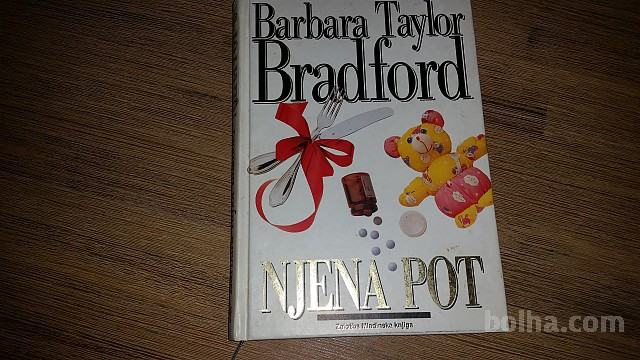 Barbara Taylor
Bradford
NJENA POT
Založba Mladinska knjiga
bolha.com